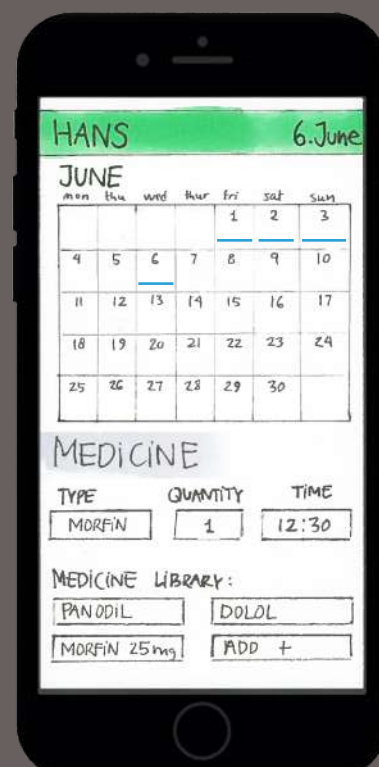 HANS 6.June
JUNE
mon thu wed thur fri sat sun
1 2 3
4 5 6 7 8 9 10
11 12 13 14 15 16 17
18 19 20 21 22 23 24
25 26 27 28 29 30
MEDICINE
TYPE QUANTITY TIME
MORFIN 1 12:30
MEDICINE LIBRARY:
PANODIL DOLOL
MORFIN 25mg ADD +